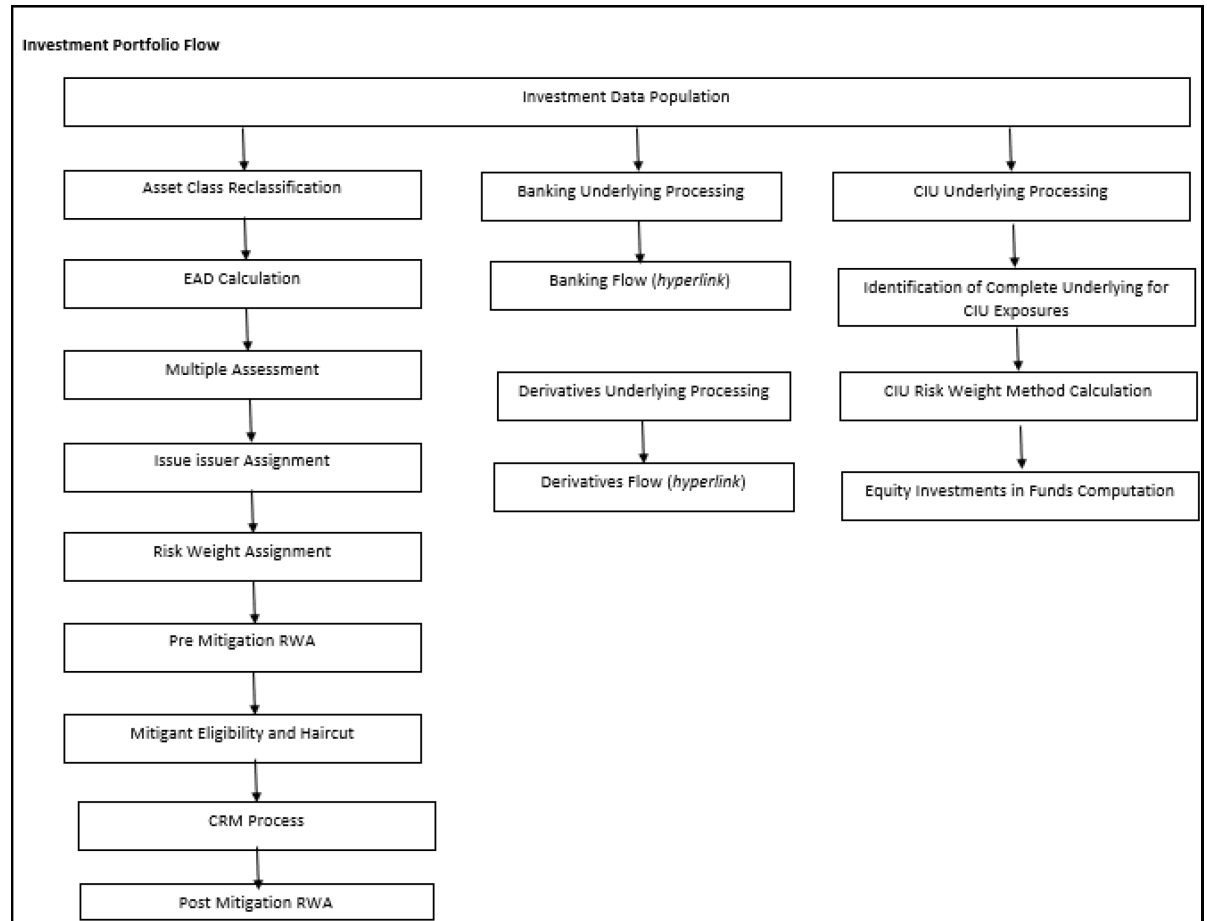 Investment Portfolio Flow
Investment Data Population
Asset Class Reclassification
EAD Calculation
Multiple Assessment
Issue issuer Assignment
Risk Weight Assignment
Pre Mitigation RWA
Mitigant Eligibility and Haircut
CRM Process
Post Mitigation RWA
Banking Underlying Processing
Banking Flow (hyperlink)
Derivatives Underlying Processing
Derivatives Flow (hyperlink)
CIU Underlying Processing
Identification of Complete Underlying for
CIU Exposures
CIU Risk Weight Method Calculation
Equity Investments in Funds Computation